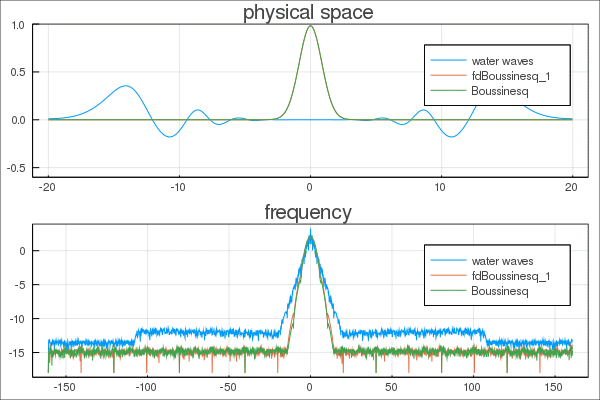 physical space
1.0
0.5
0.0
-0.5
-20
-10
0
10
20
water waves
fdBoussinesq_1
Boussinesq
frequency
0
-5
-10
-15
-150
-100
-50
0
50
100
150
water waves
fdBoussinesq_1
Boussinesq